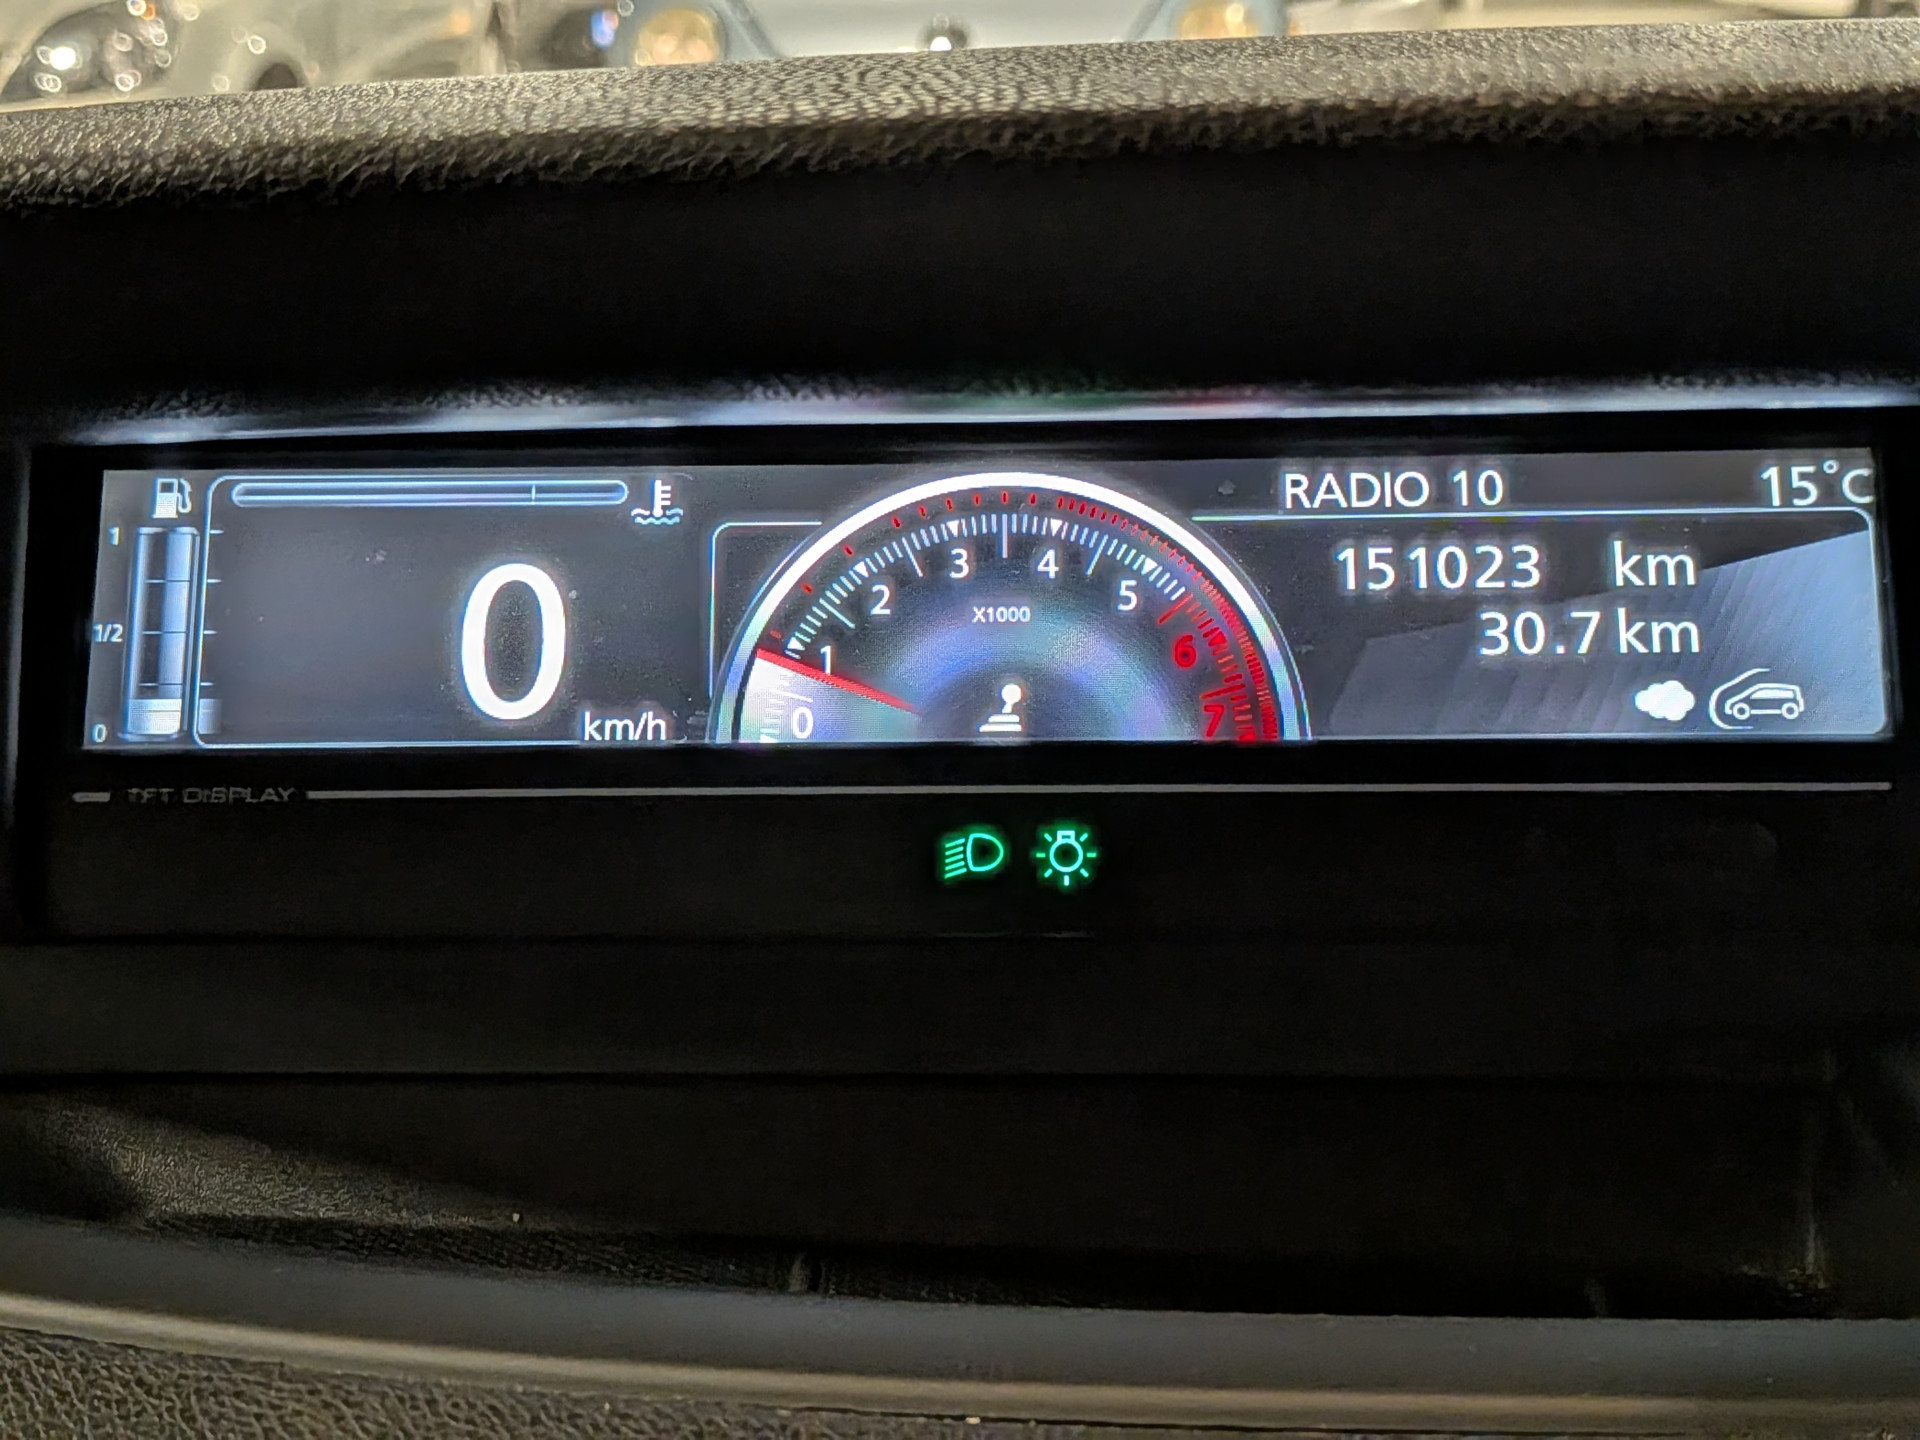 RADIO 10 15°C
1
1/2
0
0
km/h
0 1 2 3 4 5 6 7
X1000
151023 km
30.7 km
TFT DISPLAY